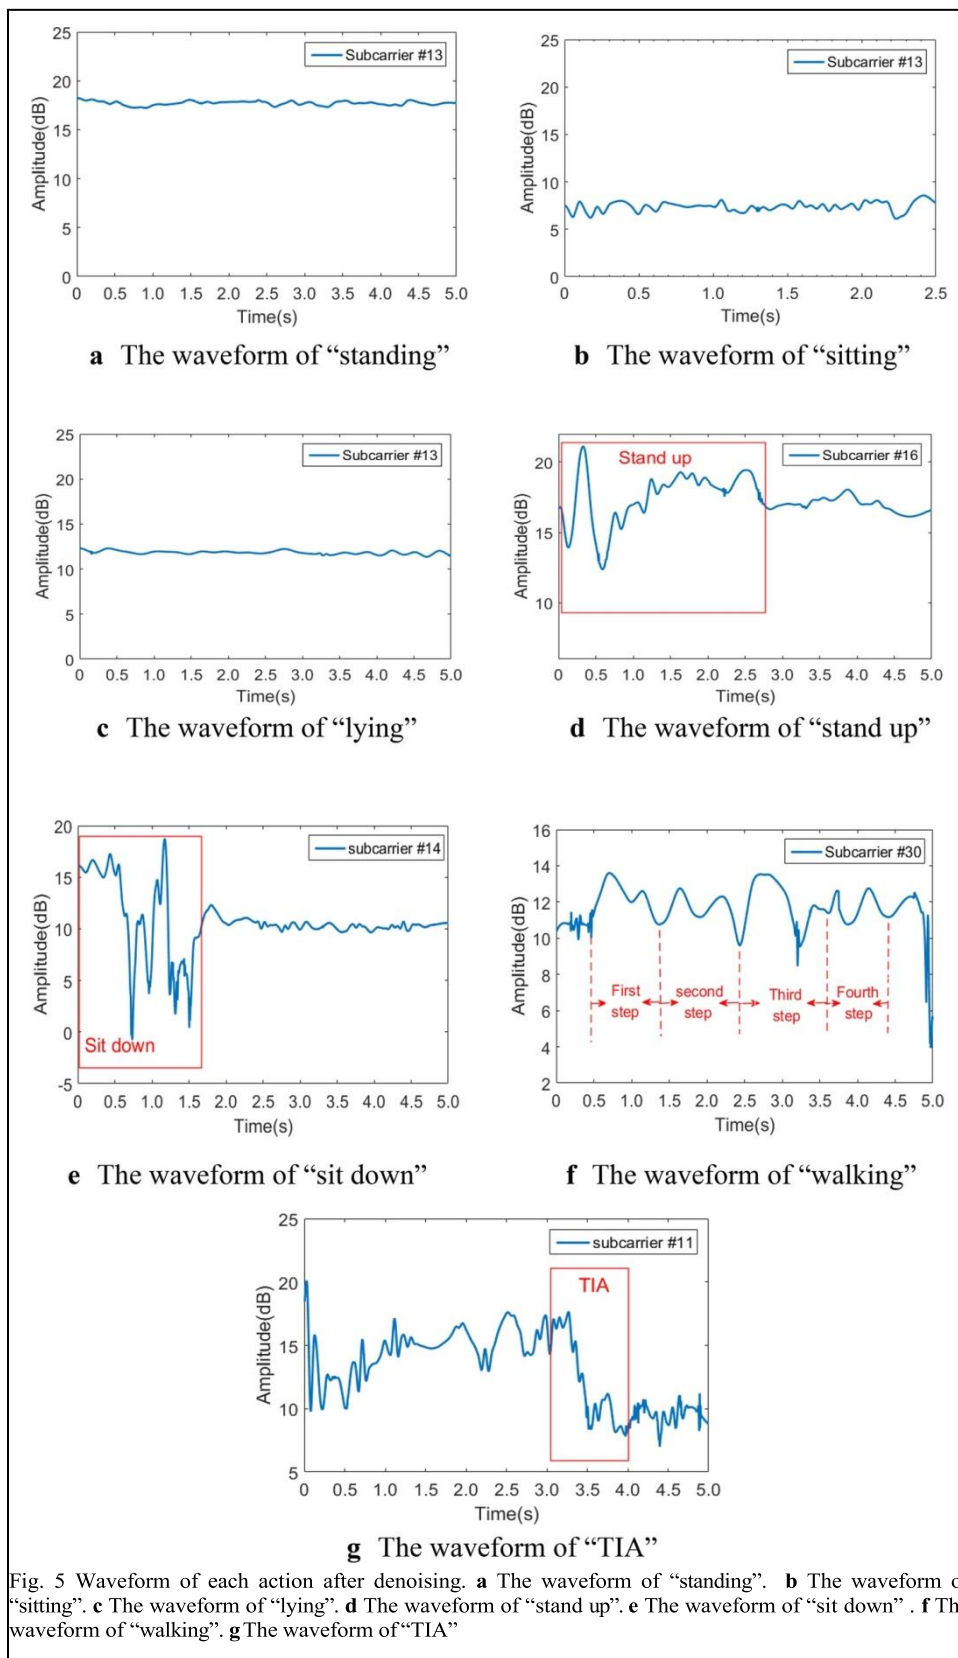 25
20
15
10
5
0
Amplitude(dB)
Subcarrier #13
0 0.5 1.0 1.5 2.0 2.5 3.0 3.5 4.0 4.5 5.0
Time(s)
a The waveform of “standing”
25
20
15
10
5
0
Amplitude(dB)
Subcarrier #13
0 0.5 1.0 1.5 2.0 2.5
Time(s)
b The waveform of “sitting”
25
20
15
10
5
0
Amplitude(dB)
Subcarrier #13
0 0.5 1.0 1.5 2.0 2.5 3.0 3.5 4.0 4.5 5.0
Time(s)
c The waveform of “lying”
20
15
10
Amplitude(dB)
Stand up
Subcarrier #16
0 0.5 1.0 1.5 2.0 2.5 3.0 3.5 4.0 4.5 5.0
Time(s)
d The waveform of “stand up”
20
15
10
5
0
-5
Amplitude(dB)
subcarrier #14
Sit down
0 0.5 1.0 1.5 2.0 2.5 3.0 3.5 4.0 4.5 5.0
Time(s)
e The waveform of “sit down”
16
14
12
10
8
6
4
2
Amplitude(dB)
Subcarrier #30
First
step
second
step
Third
step
Fourth
step
0 0.5 1.0 1.5 2.0 2.5 3.0 3.5 4.0 4.5 5.0
Time(s)
f The waveform of “walking”
25
20
15
10
5
Amplitude(dB)
subcarrier #11
TIA
0 0.5 1.0 1.5 2.0 2.5 3.0 3.5 4.0 4.5 5.0
Time(s)
g The waveform of “TIA”
Fig. 5 Waveform of each action after denoising. a The waveform of “standing”. b The waveform o
“sitting”. c The waveform of “lying”. d The waveform of “stand up”. e The waveform of “sit down” . f Th
waveform of “walking”. g The waveform of “TIA”